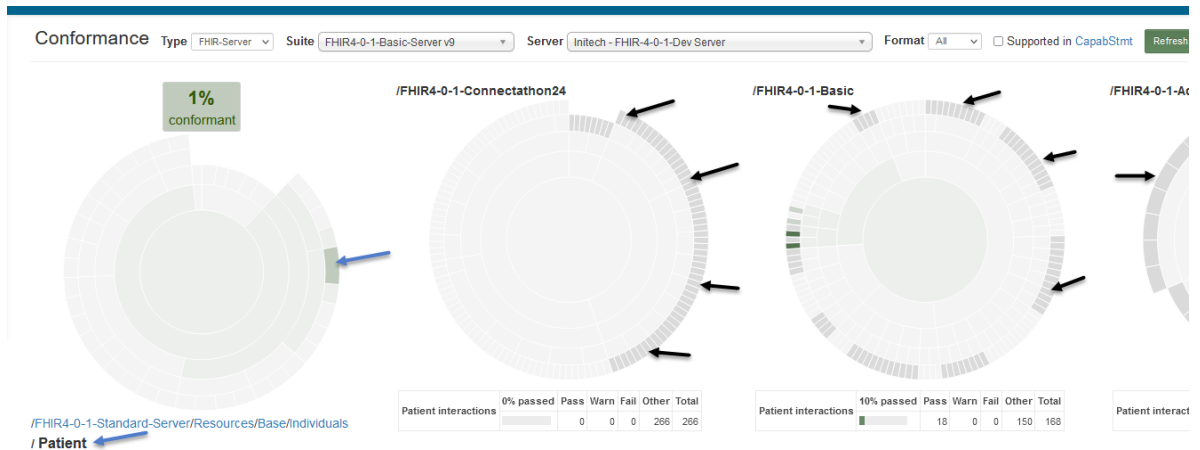 Conformance Type FHIR-Server Suite FHIR4-0-1-Basic-Server v9 Server Initech - FHIR-4-0-1-Dev Server Format All Supported in CapabStmt Refresh
1%
conformant
/FHIR4-0-1-Standard-Server/Resources/Base/Individuals
/ Patient
/FHIR4-0-1-Connectathon24
0% passed Pass Warn Fail Other Total
Patient interactions 0 0 0 266 266
/FHIR4-0-1-Basic
10% passed Pass Warn Fail Other Total
Patient interactions 18 0 0 150 168
/FHIR4-0-1-Ad
Patient interact